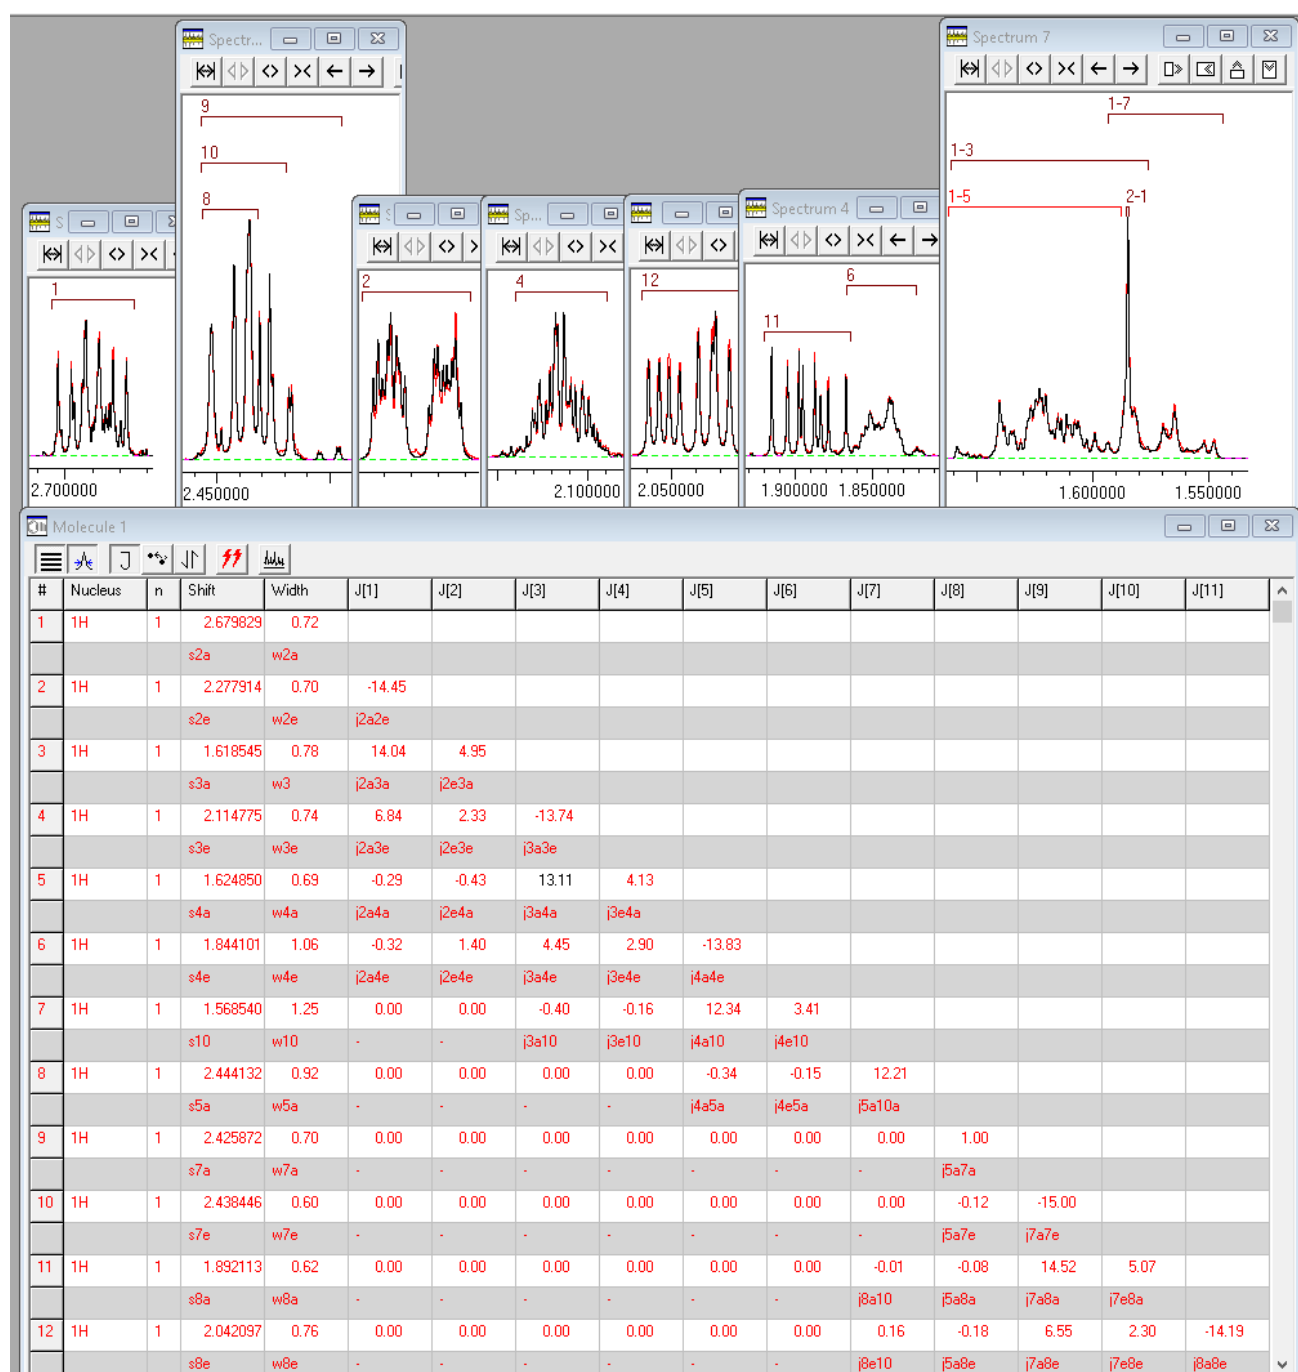 Spectr...
Spectrum 7
9
1-7
10
1-3
8
1-5
2-1
S
S
Sp...
Spectrum 4
1
2
4
12
6
11
2.700000
2.450000
2.100000
2.050000
1.900000 1.850000
1.600000
1.550000
Molecule 1
J
# Nucleus n Shift Width J[1] J[2] J[3] J[4] J[5] J[6] J[7] J[8] J[9] J[10] J[11]
1 1H 1 2.679829 0.72
s2a w2a
2 1H 1 2.277914 0.70 -14.45
s2e w2e j2a2e
3 1H 1 1.618545 0.78 14.04 4.95
s3a w3 j2a3a j2e3a
4 1H 1 2.114775 0.74 6.84 2.33 -13.74
s3e w3e j2a3e j2e3e j3a3e
5 1H 1 1.624850 0.69 -0.29 -0.43 13.11 4.13
s4a w4a j2a4a j2e4a j3a4a j3e4a
6 1H 1 1.844101 1.06 -0.32 1.40 4.45 2.90 -13.83
s4e w4e j2a4e j2e4e j3a4e j3e4e j4a4e
7 1H 1 1.568540 1.25 0.00 0.00 -0.40 -0.16 12.34 3.41
s10 w10 - - j3a10 j3e10 j4a10 j4e10
8 1H 1 2.444132 0.92 0.00 0.00 0.00 0.00 -0.34 -0.15 12.21
s5a w5a - - - - j4a5a j4e5a j5a10a
9 1H 1 2.425872 0.70 0.00 0.00 0.00 0.00 0.00 0.00 0.00 1.00
s7a w7a - - - - - - - j5a7a
10 1H 1 2.438446 0.60 0.00 0.00 0.00 0.00 0.00 0.00 0.00 -0.12 -15.00
s7e w7e - - - - - - - j5a7e j7a7e
11 1H 1 1.892113 0.62 0.00 0.00 0.00 0.00 0.00 0.00 -0.01 -0.08 14.52 5.07
s8a w8a - - - - - - j8a10 j5a8a j7a8a j7e8a
12 1H 1 2.042097 0.76 0.00 0.00 0.00 0.00 0.00 0.00 0.16 -0.18 6.55 2.30 -14.19
s8e w8e - - - - - - j8e10 j5a8e j7a8e j7e8e j8a8e